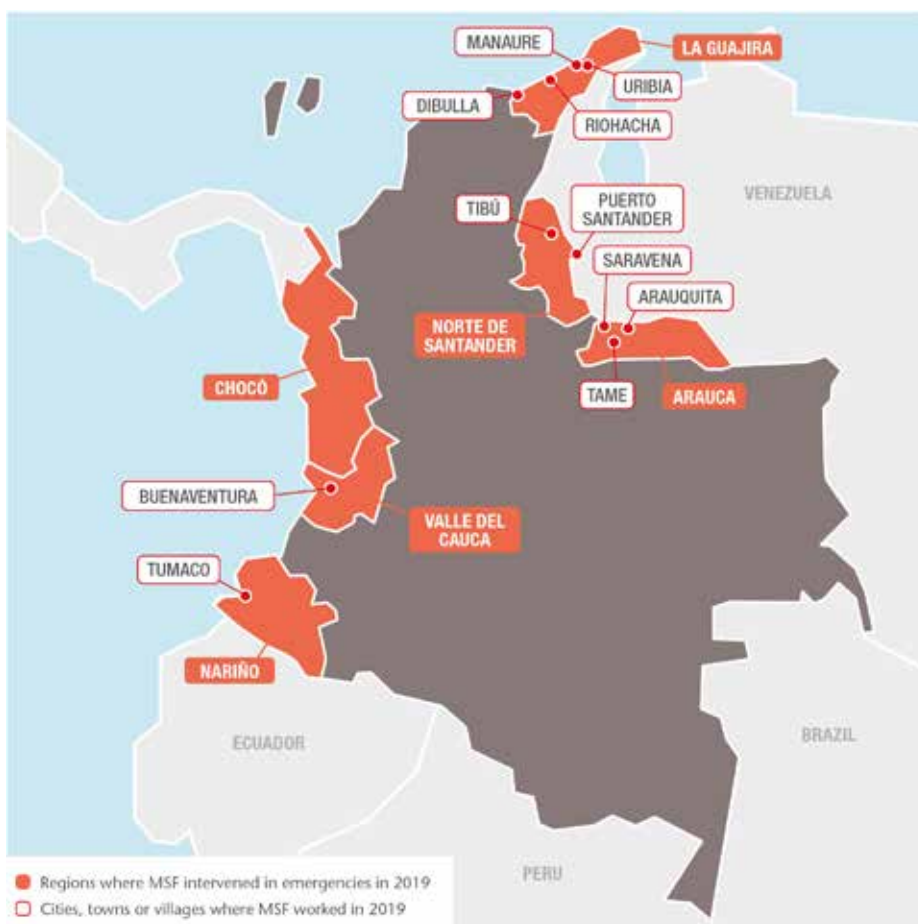 MANAURE
LA GUAJIRA
URIBIA
DIBULLA
RIOHACHA
VENEZUELA
TIBÚ
PUERTO
SANTANDER
SARAVENA
ARAUQUITA
NORTE DE
SANTANDER
CHOCÓ
TAME
ARAUCA
BUENAVENTURA
VALLE DEL
CAUCA
TUMACO
NARIÑO
ECUADOR
BRAZIL
PERU
Regions where MSF intervened in emergencies in 2019
Cities, towns or villages where MSF worked in 2019